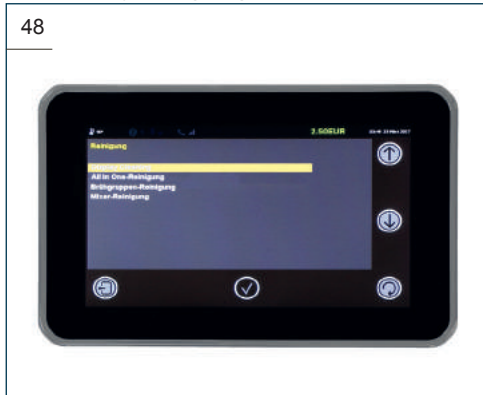 48
2.50EUR
Reinigung
All in One-Reinigung
Brühgruppen-Reinigung
Mixer-Reinigung